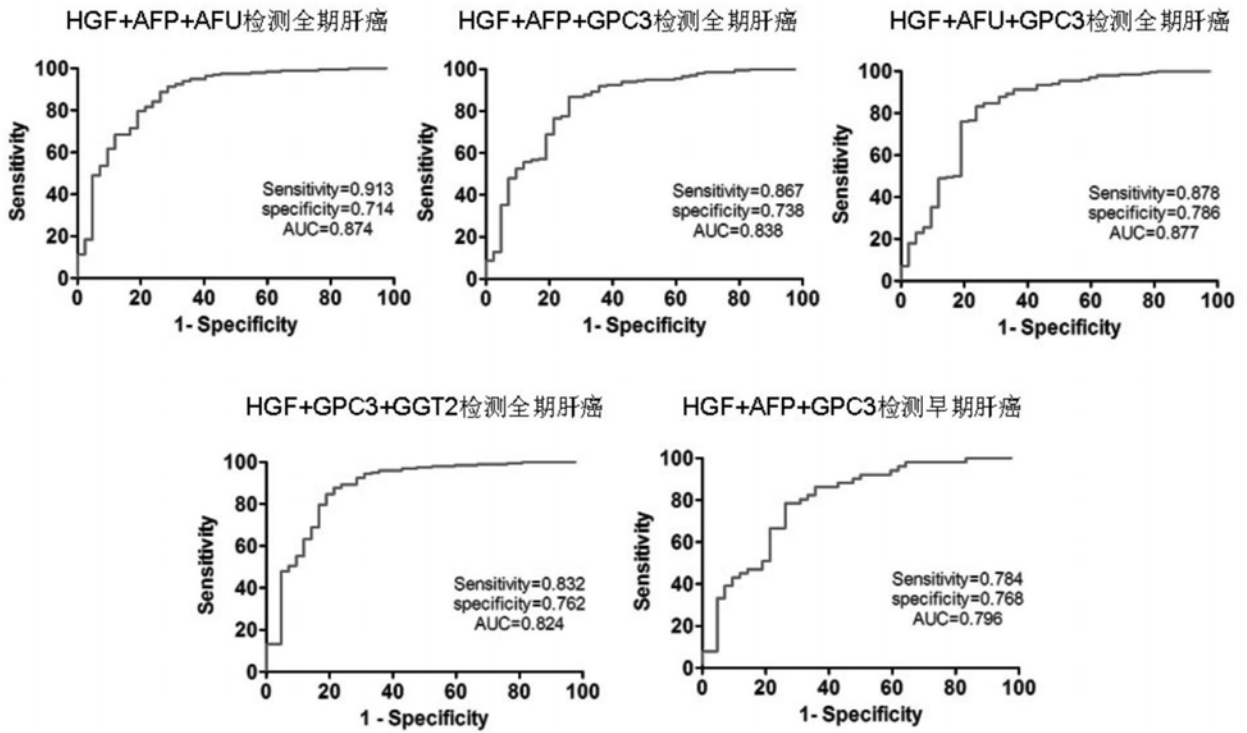 HGF+AFP+AFU检测全期肝癌
100
80
60
40
20
0
Sensitivity
Sensitivity=0.913
specificity=0.714
AUC=0.874
0 20 40 60 80 100
1- Specificity
HGF+AFP+GPC3检测全期肝癌
100
80
60
40
20
0
Sensitivity
Sensitivity=0.867
specificity=0.738
AUC=0.838
0 20 40 60 80 100
1- Specificity
HGF+AFU+GPC3检测全期肝癌
100
80
60
40
20
0
Sensitivity
Sensitivity=0.878
specificity=0.786
AUC=0.877
0 20 40 60 80 100
1- Specificity
HGF+GPC3+GGT2检测全期肝癌
100
80
60
40
20
0
Sensitivity
Sensitivity=0.832
specificity=0.762
AUC=0.824
0 20 40 60 80 100
1 - Specificity
HGF+AFP+GPC3检测早期肝癌
100
80
60
40
20
0
Sensitivity
Sensitivity=0.784
specificity=0.768
AUC=0.796
0 20 40 60 80 100
1- Specificity